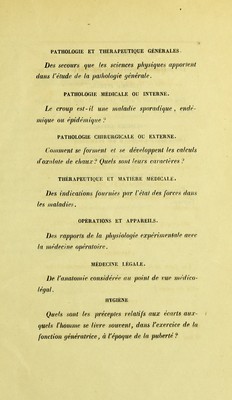 PATHOLOGIE ET THERAPEUTIQUE GÉNÉRALES.
Des secours que les sciences physiques apportent
dans l'étude de la pathologie générale.
PATHOLOGIE MÉDICALE OU INTERNE.
Le croup est-il une maladie sporadique, endé-
mique ou épidémique ?
PATHOLOGIE CHIRURGICALE OU EXTERNE.
Comment se forment et se développent les calculs
d'oxalate de chaux? Quels sont leurs caractères ?
THÉRAPEUTIQUE ET MATIERE MÉDICALE.
Des indications fournies par l'état des forces dans
les maladies.
OPÉRATIONS ET APPAREILS.
Des rapports de la physiologie expérimentale avec
la médecine opératoire.
MÉDECINE LÉGALE.
De l'anatomie considérée au point de vue médico-
légal.
HYGIÈNE
Quels sont les préceptes relatifs aux écarts aux-
quels l'homme se livre souvent, dans l'exercice de la
fonction génératrice, à l'époque de la puberté ?